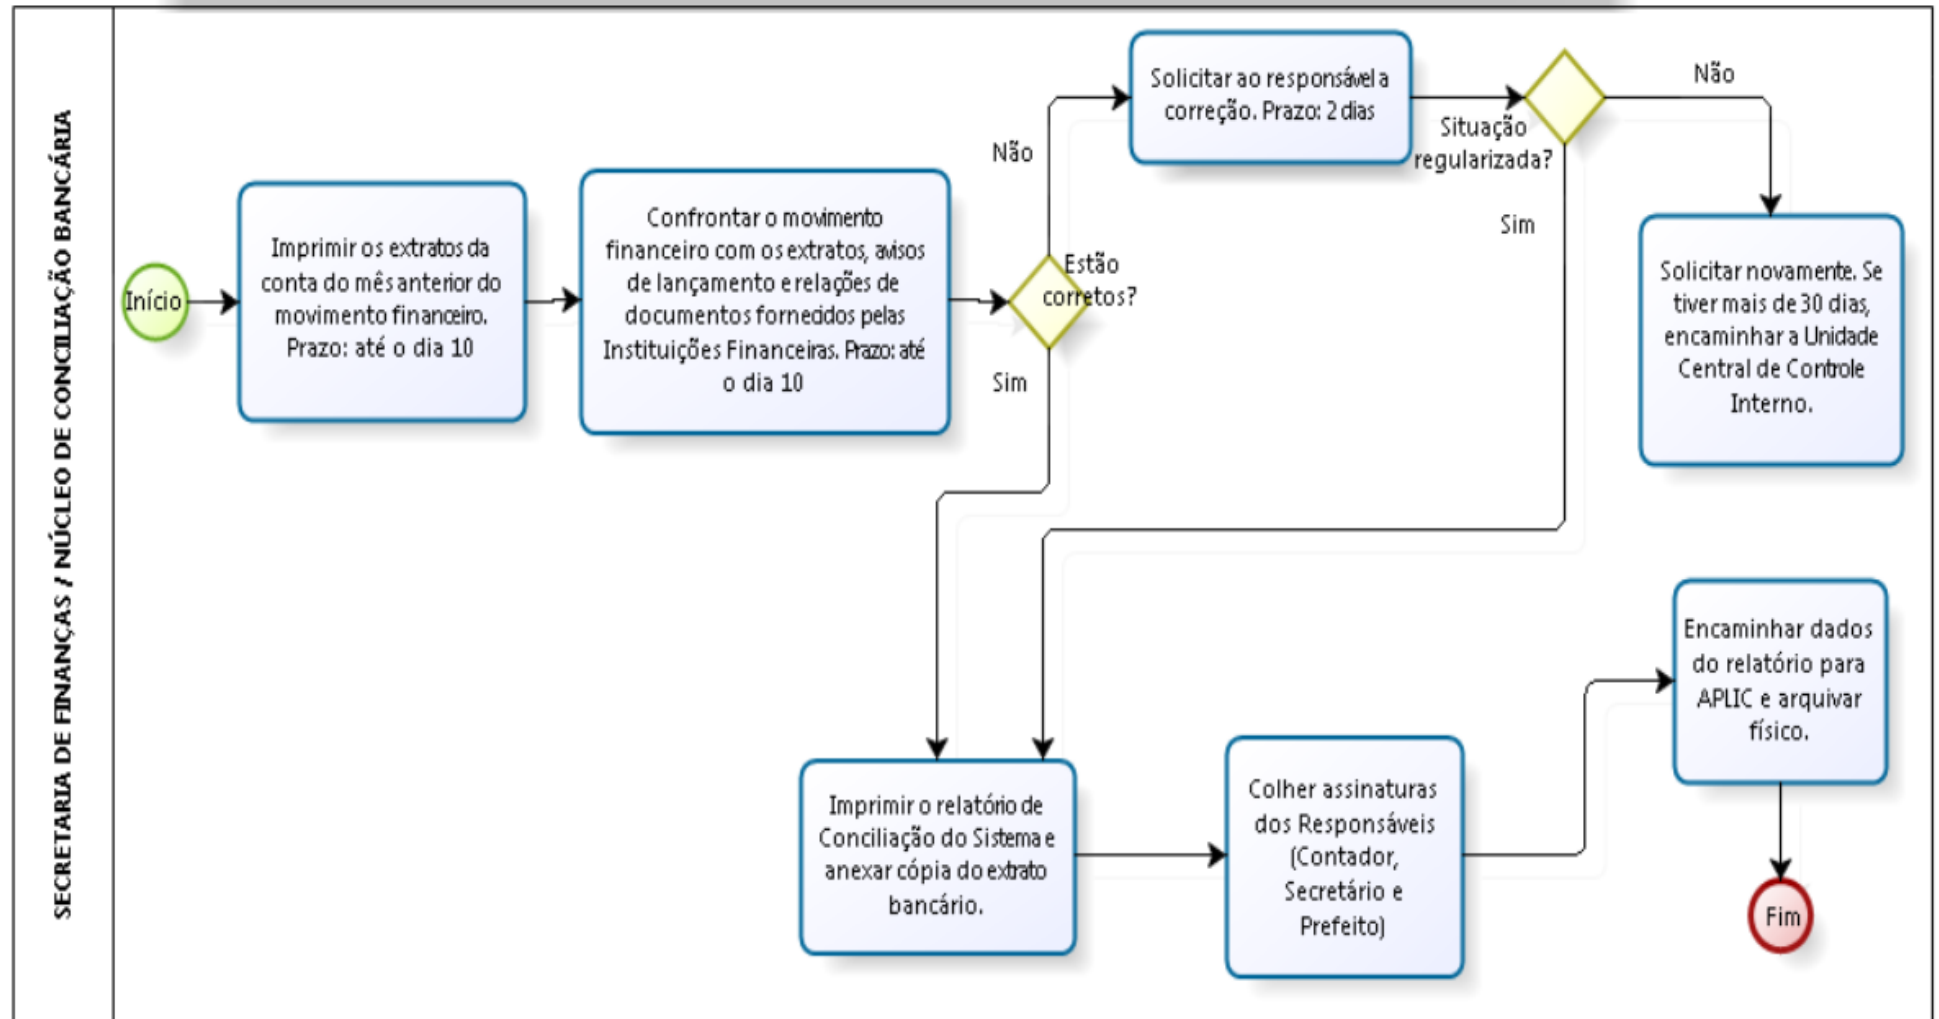 SECRETARIA DE FINANÇAS / NÚCLEO DE CONCILIAÇÃO BANCÁRIA
Início
Imprimir os extratos da
conta do mês anterior do
movimento financeiro.
Prazo: até o dia 10
Confrontar o movimento
financeiro com os extratos, avisos
de lançamento e relações de
documentos fornecidos pelas
Instituições Financeiras. Prazo: até
o dia 10
Estão
corretos?
Não
Sim
Solicitar ao responsável a
correção. Prazo: 2 dias
Situação
regularizada?
Não
Sim
Solicitar novamente. Se
tiver mais de 30 dias,
encaminhar a Unidade
Central de Controle
Interno.
Imprimir o relatório de
Conciliação do Sistema e
anexar cópia do extrato
bancário.
Colher assinaturas
dos Responsáveis
(Contador,
Secretário e
Prefeito)
Encaminhar dados
do relatório para
APLIC e arquivar
físico.
Fim